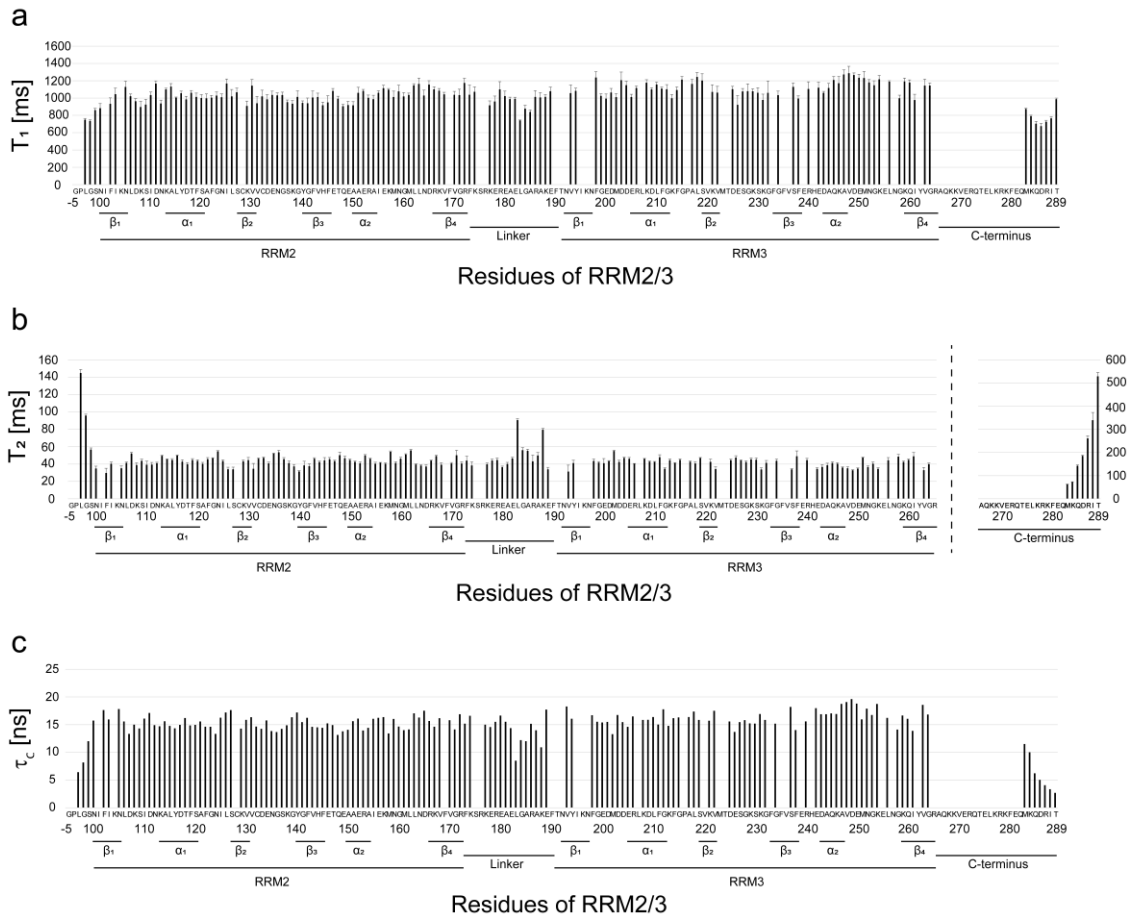 a
T₁ [ms]
1600
1400
1200
1000
800
600
400
200
0
GPLGSNIFIKNLDKSIDNKALYDTFSAFGNILSCKVVCDENGSKGYGFVHFETQEAAERAIEKMNGMLLNDRKVFVGRFKSRKEREAELGARAKEFTNVYIKNFGEDMDDERLKDLFGKFGPALSVKVMTDESGKSKGFGFVSFERHEDAQKAVDEMNGKELNGKQIYVGRAQKKVERQTELKRKFEQMKQDRIT
-5 100 110 120 130 140 150 160 170 180 190 200 210 220 230 240 250 260 270 280 289
β₁ α₁ β₂ β₃ α₂ β₄ Linker β₁ α₁ β₂ β₃ α₂ β₄ C-terminus
RRM2 RRM3
Residues of RRM2/3
b
T₂ [ms]
160
140
120
100
80
60
40
20
0
600
500
400
300
200
100
0
GPLGSNIFIKNLDKSIDNKALYDTFSAFGNILSCKVVCDENGSKGYGFVHFETQEAAERAIEKMNGMLLNDRKVFVGRFKSRKEREAELGARAKEFTNVYIKNFGEDMDDERLKDLFGKFGPALSVKVMTDESGKSKGFGFVSFERHEDAQKAVDEMNGKELNGKQIYVGR AQKKVERQTELKRKFEQMKQDRIT
-5 100 110 120 130 140 150 160 170 180 190 200 210 220 230 240 250 260 270 280 289
β₁ α₁ β₂ β₃ α₂ β₄ Linker β₁ α₁ β₂ β₃ α₂ β₄ C-terminus
RRM2 RRM3
Residues of RRM2/3
c
τc [ns]
25
20
15
10
5
0
GPLGSNIFIKNLDKSIDNKALYDTFSAFGNILSCKVVCDENGSKGYGFVHFETQEAAERAIEKMNGMLLNDRKVFVGRFKSRKEREAELGARAKEFTNVYIKNFGEDMDDERLKDLFGKFGPALSVKVMTDESGKSKGFGFVSFERHEDAQKAVDEMNGKELNGKQIYVGRAQKKVERQTELKRKFEQMKQDRIT
-5 100 110 120 130 140 150 160 170 180 190 200 210 220 230 240 250 260 270 280 289
β₁ α₁ β₂ β₃ α₂ β₄ Linker β₁ α₁ β₂ β₃ α₂ β₄ C-terminus
RRM2 RRM3
Residues of RRM2/3